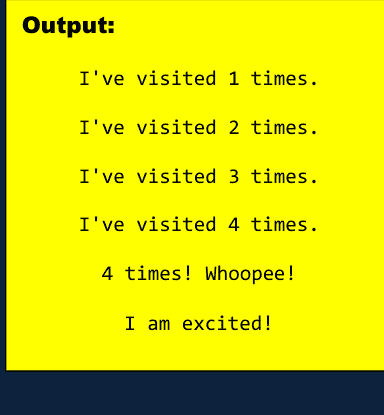 Output:
I've visited 1 times.
I've visited 2 times.
I've visited 3 times.
I've visited 4 times.
4 times! Whoopee!
I am excited!